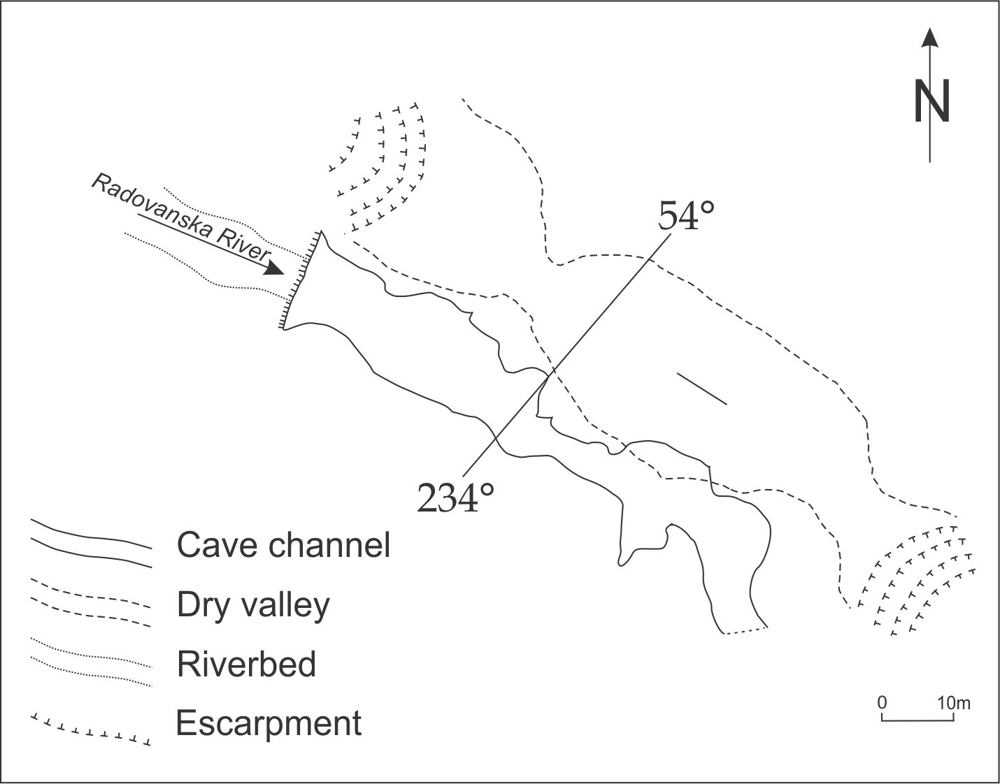 N
Radovanska River
54°
234°
Cave channel
Dry valley
Riverbed
Escarpment
0 10m